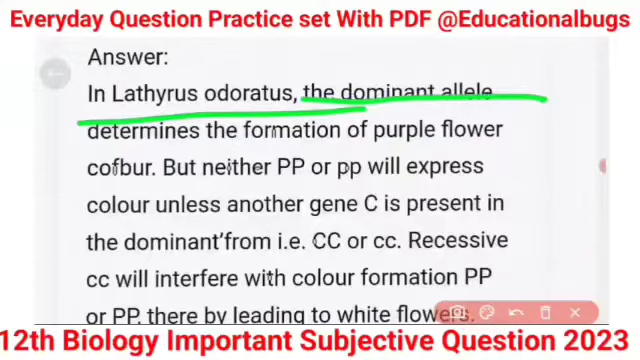 Everyday Question Practice set With PDF @Educationalbugs
Answer:
In Lathyrus odoratus, the dominant allele
determines the formation of purple flower
colour. But neither PP or pp will express
colour unless another gene C is present in
the dominant from i.e. CC or cc. Recessive
cc will interfere with colour formation PP
or PP, there by leading to white flowers.
12th Biology Important Subjective Question 2023